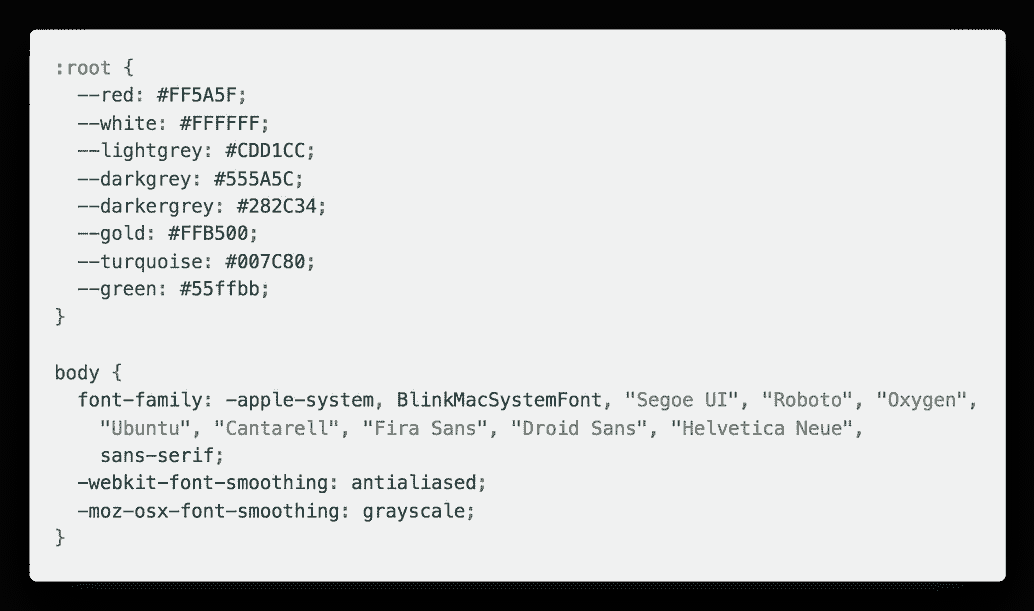 :root {
  --red: #FF5A5F;
  --white: #FFFFFF;
  --lightgrey: #CDD1CC;
  --darkgrey: #555A5C;
  --darkergrey: #282C34;
  --gold: #FFB500;
  --turquoise: #007C80;
  --green: #55ffbb;
}

body {
  font-family: -apple-system, BlinkMacSystemFont, "Segoe UI", "Roboto", "Oxygen",
    "Ubuntu", "Cantarell", "Fira Sans", "Droid Sans", "Helvetica Neue",
    sans-serif;
  -webkit-font-smoothing: antialiased;
  -moz-osx-font-smoothing: grayscale;
}